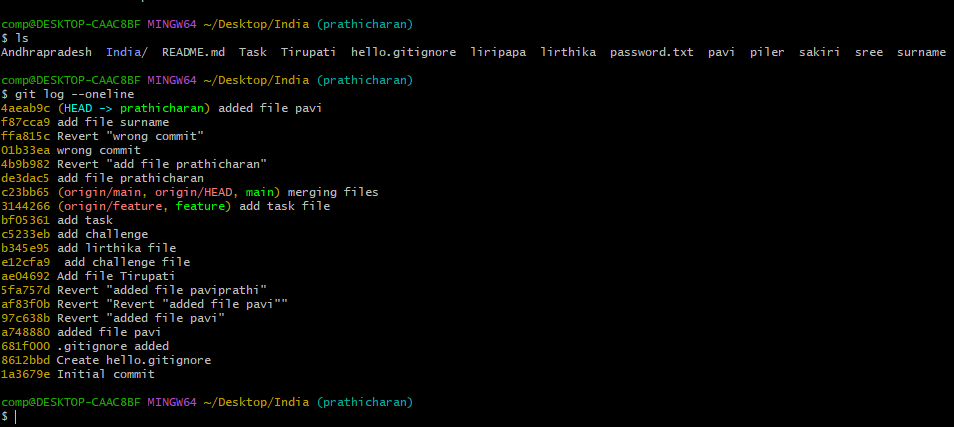 comp@DESKTOP-CAAC8BF MINGW64 ~/Desktop/India (prathicharan)
$ ls
Andhrapradesh  India/  README.md  Task  Tirupati  hello.gitignore  liripapa  lirthika  password.txt  pavi  piler  sakiri  sree  surname
comp@DESKTOP-CAAC8BF MINGW64 ~/Desktop/India (prathicharan)
$ git log --oneline
4aeab9c (HEAD -> prathicharan) added file pavi
f87cca9 add file surname
ffa815c Revert "wrong commit"
01b33ea wrong commit
4b9b982 Revert "add file prathicharan"
de3dac5 add file prathicharan
c23bb65 (origin/main, origin/HEAD, main) merging files
3144266 (origin/feature, feature) add task file
bf05361 add task
c5233eb add challenge
b345e95 add lirthika file
e12cfa9  add challenge file
ae04692 Add file Tirupati
5fa757d Revert "added file paviprathi"
af83f0b Revert "Revert "added file pavi""
97c638b Revert "added file pavi"
a748880 added file pavi
681f000 .gitignore added
8612bbd Create hello.gitignore
1a3679e Initial commit
comp@DESKTOP-CAAC8BF MINGW64 ~/Desktop/India (prathicharan)
$